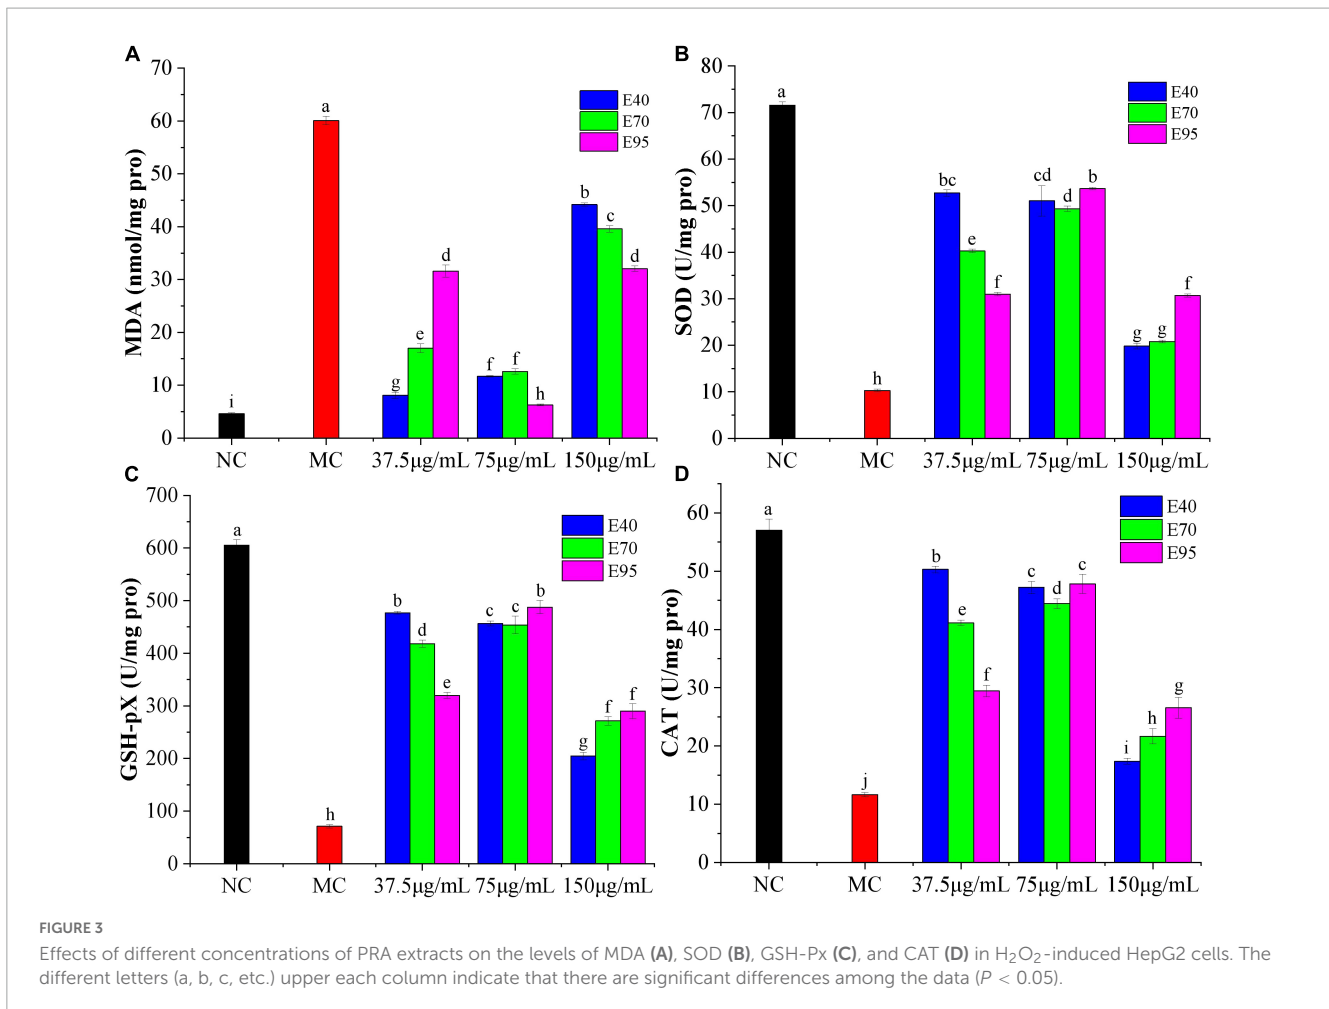 A
MDA (nmol/mg pro)
70
60
50
40
30
20
10
0
i
a
g
e
d
f
f
h
b
c
d
E40
E70
E95
NC
MC
37.5μg/mL
75μg/mL
150μg/mL
B
SOD (U/mg pro)
80
70
60
50
40
30
20
10
0
a
h
bc
e
f
cd
d
b
g
g
f
E40
E70
E95
NC
MC
37.5μg/mL
75μg/mL
150μg/mL
C
GSH-pX (U/mg pro)
700
600
500
400
300
200
100
0
a
h
b
d
e
c
c
b
g
f
f
E40
E70
E95
NC
MC
37.5μg/mL
75μg/mL
150μg/mL
D
CAT (U/mg pro)
60
50
40
30
20
10
0
a
j
b
e
f
c
d
c
i
h
g
E40
E70
E95
NC
MC
37.5μg/mL
75μg/mL
150μg/mL
FIGURE 3
Effects of different concentrations of PRA extracts on the levels of MDA (A), SOD (B), GSH-Px (C), and CAT (D) in H₂O₂-induced HepG2 cells. The
different letters (a, b, c, etc.) upper each column indicate that there are significant differences among the data (P < 0.05).